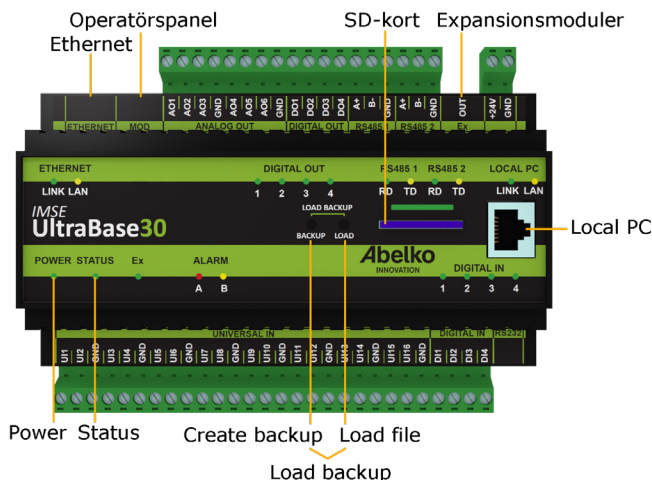 Operatörspanel SD-kort Expansionsmoduler
Ethernet
AO1 AO2 AO3 GND AO4 AO5 AO6 GND DO1 DO2 DO3 DO4 A+ B- GND A+ B- GND OUT +24V GND
ETHERNET MOD ANALOG OUT DIGITAL OUT RS485 1 RS485 2 Ex
ETHERNET DIGITAL OUT RS485 1 RS485 2 LOCAL PC
LINK LAN 1 2 3 4 RD TD RD TD LINK LAN
IMSE
UltraBase30
LOAD BACKUP
BACKUP LOAD
Local PC
POWER STATUS Ex ALARM
A B
Abelko
INNOVATION
DIGITAL IN
1 2 3 4
UNIVERSAL IN DIGITAL IN RS232
UI1 UI2 GND UI3 UI4 GND UI5 UI6 GND UI7 UI8 GND UI9 UI10 GND UI11 UI12 GND UI13 UI14 GND UI15 UI16 GND DI1 DI2 DI3 DI4
Power Status Create backup Load file
Load backup